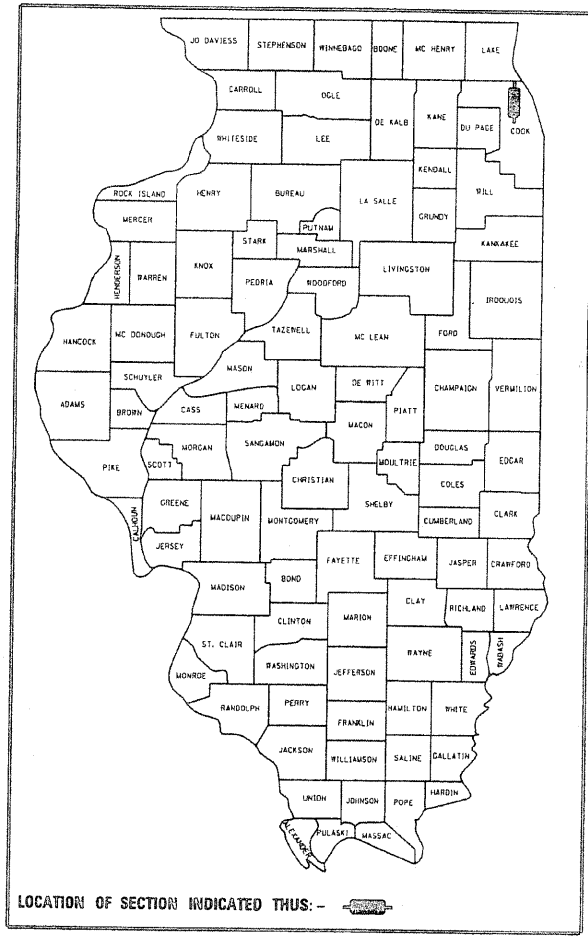 JO DAVIESS STEPHENSON WINNEBAGO BOONE MC HENRY LAKE
CARROLL OGLE DE KALB KANE DU PAGE COOK
WHITESIDE LEE
KENDALL WILL
ROCK ISLAND HENRY BUREAU LA SALLE GRUNDY
MERCER PUTNAM
STARK MARSHALL KANKAKEE
HENDERSON WARREN KNOX PEORIA WOODFORD LIVINGSTON IROQUOIS
HANCOCK MC DONOUGH FULTON TAZEWELL MC LEAN FORD
MASON
SCHUYLER LOGAN DE WITT CHAMPAIGN VERMILION
ADAMS BROWN CASS MENARD PIATT
MACON
MORGAN SANGAMON DOUGLAS
PIKE SCOTT CHRISTIAN MOULTRIE COLES EDGAR
GREENE MACOUPIN MONTGOMERY SHELBY CUMBERLAND CLARK
CALHOUN JERSEY FAYETTE EFFINGHAM JASPER CRAWFORD
MADISON BOND CLAY
CLINTON MARION RICHLAND LAWRENCE
ST. CLAIR WAYNE EDWARDS WABASH
MONROE WASHINGTON JEFFERSON
RANDOLPH PERRY HAMILTON WHITE
FRANKLIN
JACKSON WILLIAMSON SALINE GALLATIN
UNION JOHNSON POPE HARDIN
ALEXANDER PULASKI MASSAC
LOCATION OF SECTION INDICATED THUS:-